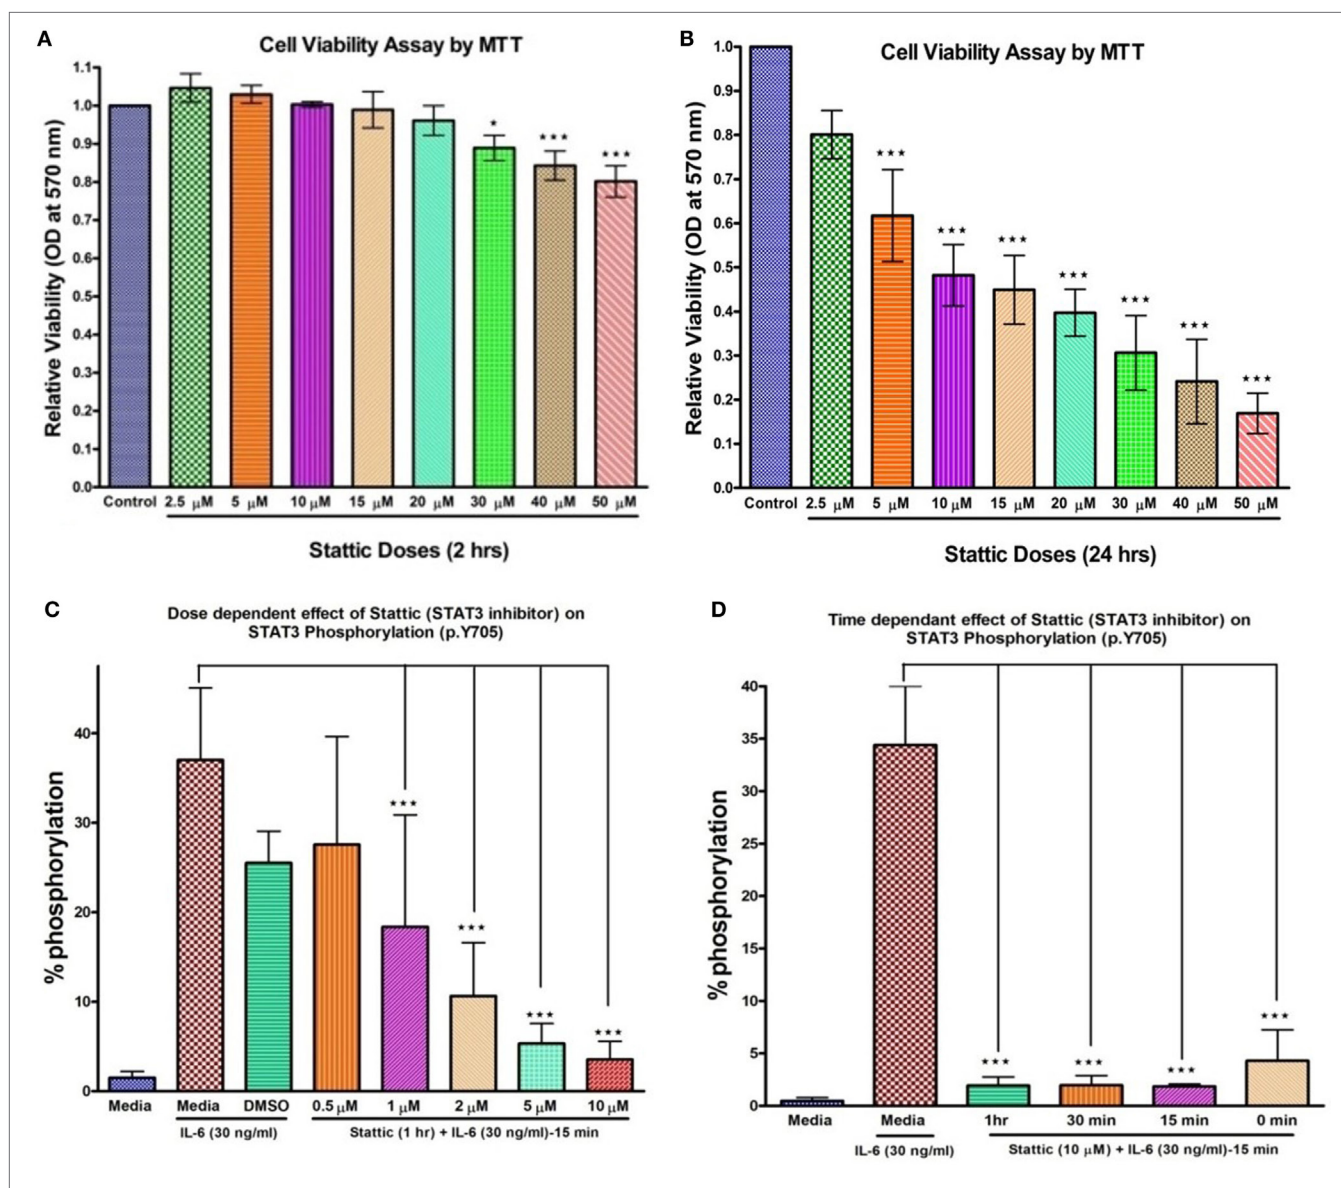 A
Cell Viability Assay by MTT
Relative Viability (OD at 570 nm)
1.1
1.0
0.9
0.8
0.7
0.6
0.5
0.4
0.3
0.2
0.1
0.0
*
***
***
Control 2.5 μM 5 μM 10 μM 15 μM 20 μM 30 μM 40 μM 50 μM
Stattic Doses (2 hrs)
B
Cell Viability Assay by MTT
Relative Viability (OD at 570 nm)
1.0
0.9
0.8
0.7
0.6
0.5
0.4
0.3
0.2
0.1
0.0
***
***
***
***
***
***
***
Control 2.5 μM 5 μM 10 μM 15 μM 20 μM 30 μM 40 μM 50 μM
Stattic Doses (24 hrs)
C
Dose dependent effect of Stattic (STAT3 inhibitor) on
STAT3 Phosphorylation (p.Y705)
% phosphorylation
40
30
20
10
0
***
***
***
***
Media Media DMSO 0.5 μM 1 μM 2 μM 5 μM 10 μM
IL-6 (30 ng/ml) Stattic (1 hr) + IL-6 (30 ng/ml)-15 min
D
Time dependant effect of Stattic (STAT3 inhibitor) on
STAT3 Phosphorylation (p.Y705)
% phosphorylation
40
35
30
25
20
15
10
5
0
***
***
***
***
Media Media 1hr 30 min 15 min 0 min
IL-6 (30 ng/ml) Stattic (10 μM) + IL-6 (30 ng/ml)-15 min